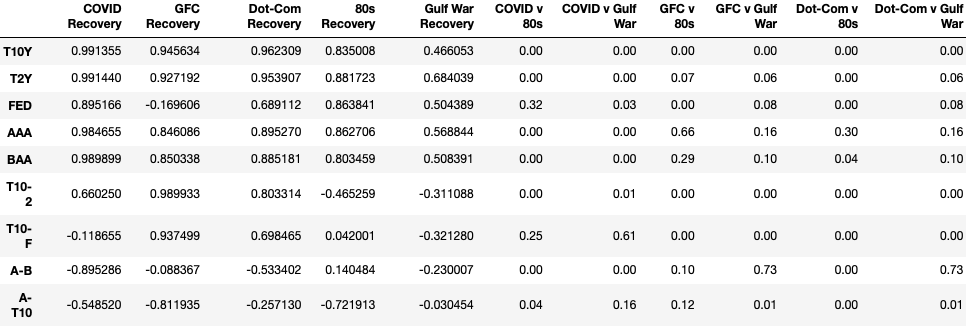 COVID Recovery GFC Recovery Dot-Com Recovery 80s Recovery Gulf War Recovery COVID v 80s COVID v Gulf War GFC v 80s GFC v Gulf War Dot-Com v 80s Dot-Com v Gulf War
T10Y 0.991355 0.945634 0.962309 0.835008 0.466053 0.00 0.00 0.00 0.00 0.00 0.00
T2Y 0.991440 0.927192 0.953907 0.881723 0.684039 0.00 0.00 0.07 0.06 0.00 0.06
FED 0.895166 -0.169606 0.689112 0.863841 0.504389 0.32 0.03 0.00 0.08 0.00 0.08
AAA 0.984655 0.846086 0.895270 0.862706 0.568844 0.00 0.00 0.66 0.16 0.30 0.16
BAA 0.989899 0.850338 0.885181 0.803459 0.508391 0.00 0.00 0.29 0.10 0.04 0.10
T10-2 0.660250 0.989933 0.803314 -0.465259 -0.311088 0.00 0.01 0.00 0.00 0.00 0.00
T10-F -0.118655 0.937499 0.698465 0.042001 -0.321280 0.25 0.61 0.00 0.00 0.00 0.00
A-B -0.895286 -0.088367 -0.533402 0.140484 -0.230007 0.00 0.00 0.10 0.73 0.00 0.73
A-T10 -0.548520 -0.811935 -0.257130 -0.721913 -0.030454 0.04 0.16 0.12 0.01 0.00 0.01